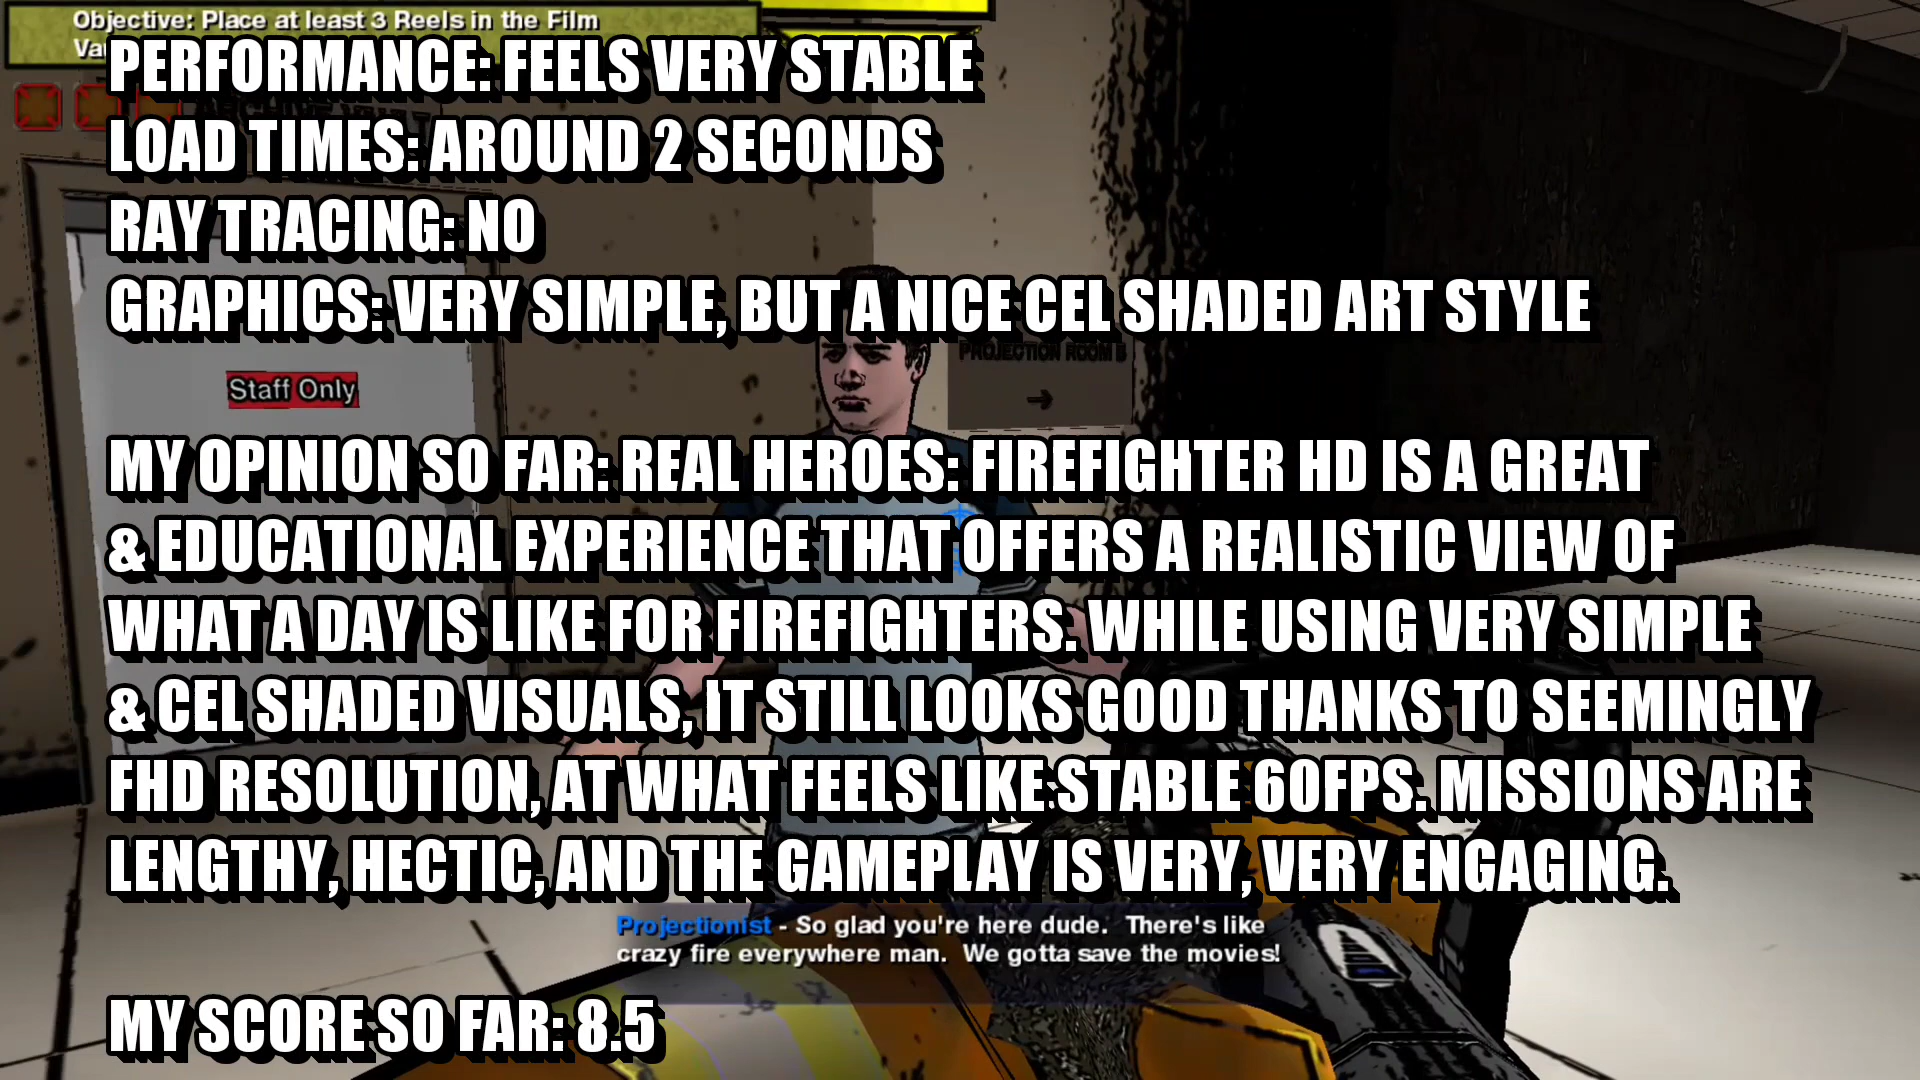 Objective: Place at least 3 Reels in the Film
PERFORMANCE: FEELS VERY STABLE
LOAD TIMES: AROUND 2 SECONDS
RAY TRACING: NO
GRAPHICS: VERY SIMPLE, BUT A NICE CEL SHADED ART STYLE
PROJECTION ROOM
→
Staff Only
MY OPINION SO FAR: REAL HEROES: FIREFIGHTER HD IS A GREAT
& EDUCATIONAL EXPERIENCE THAT OFFERS A REALISTIC VIEW OF
WHAT A DAY IS LIKE FOR FIREFIGHTERS. WHILE USING VERY SIMPLE
& CEL SHADED VISUALS, IT STILL LOOKS GOOD THANKS TO SEEMINGLY
FHD RESOLUTION, AT WHAT FEELS LIKE STABLE 60FPS. MISSIONS ARE
LENGTHY, HECTIC, AND THE GAMEPLAY IS VERY, VERY ENGAGING.
Projectionist - So glad you're here dude. There's like
crazy fire everywhere man. We gotta save the movies!
MY SCORE SO FAR: 8.5